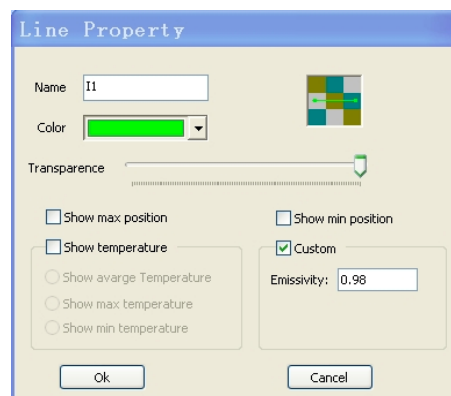 Line Property
Name I1
Color
Transparence
Show max position
Show min position
Show temperature
Custom
Show avarge Temperature
Emissivity: 0.98
Show max temperature
Show min temperature
Ok Cancel